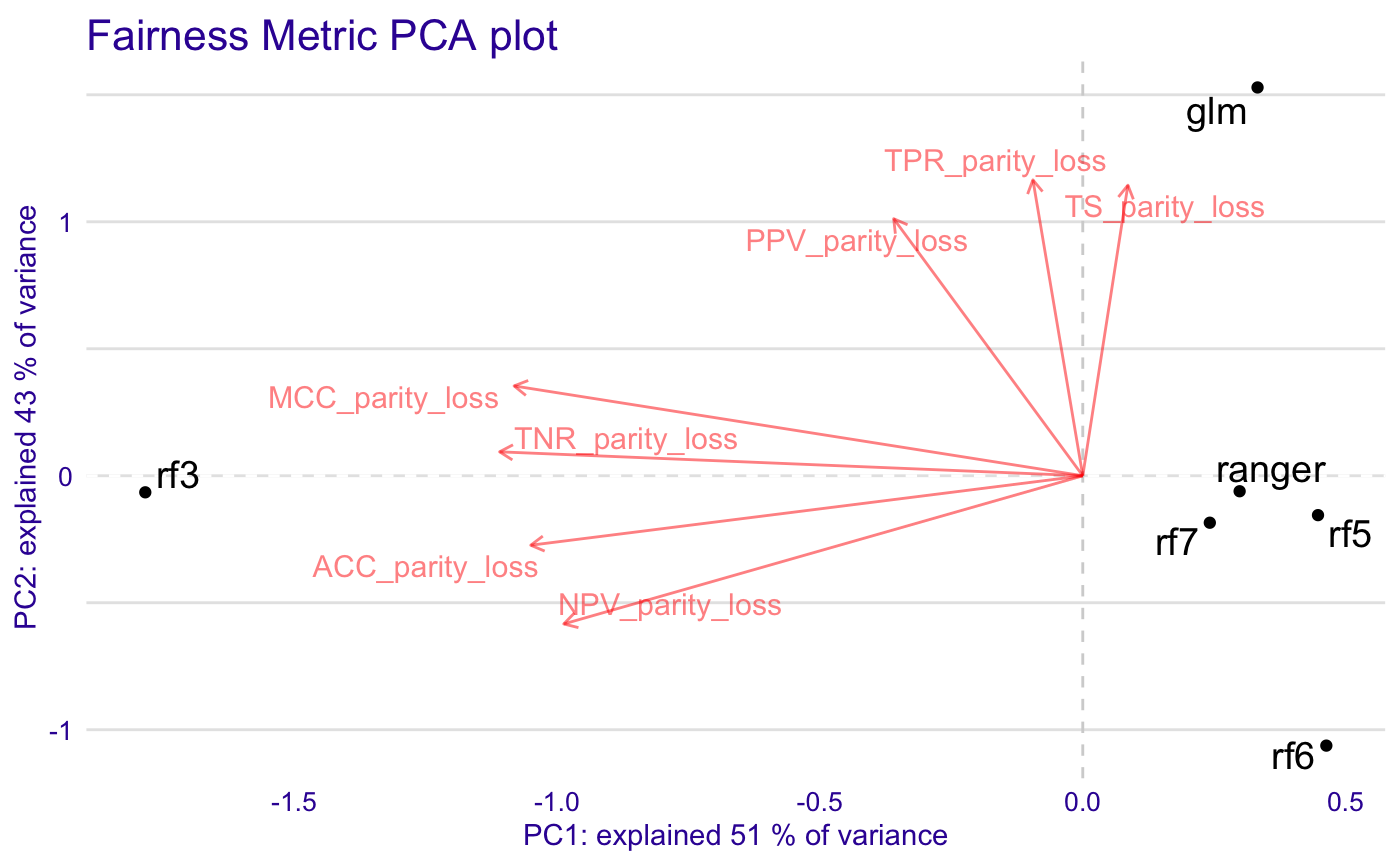 Fairness Metric PCA plot
glm
TPR_parity_loss
TS_parity_loss
PPV_parity_loss
MCC_parity_loss
TNR_parity_loss
rf3
ranger
rf7
rf5
ACC_parity_loss
NPV_parity_loss
rf6
1
0
-1
PC2: explained 43 % of variance
-1.5
-1.0
-0.5
0.0
0.5
PC1: explained 51 % of variance